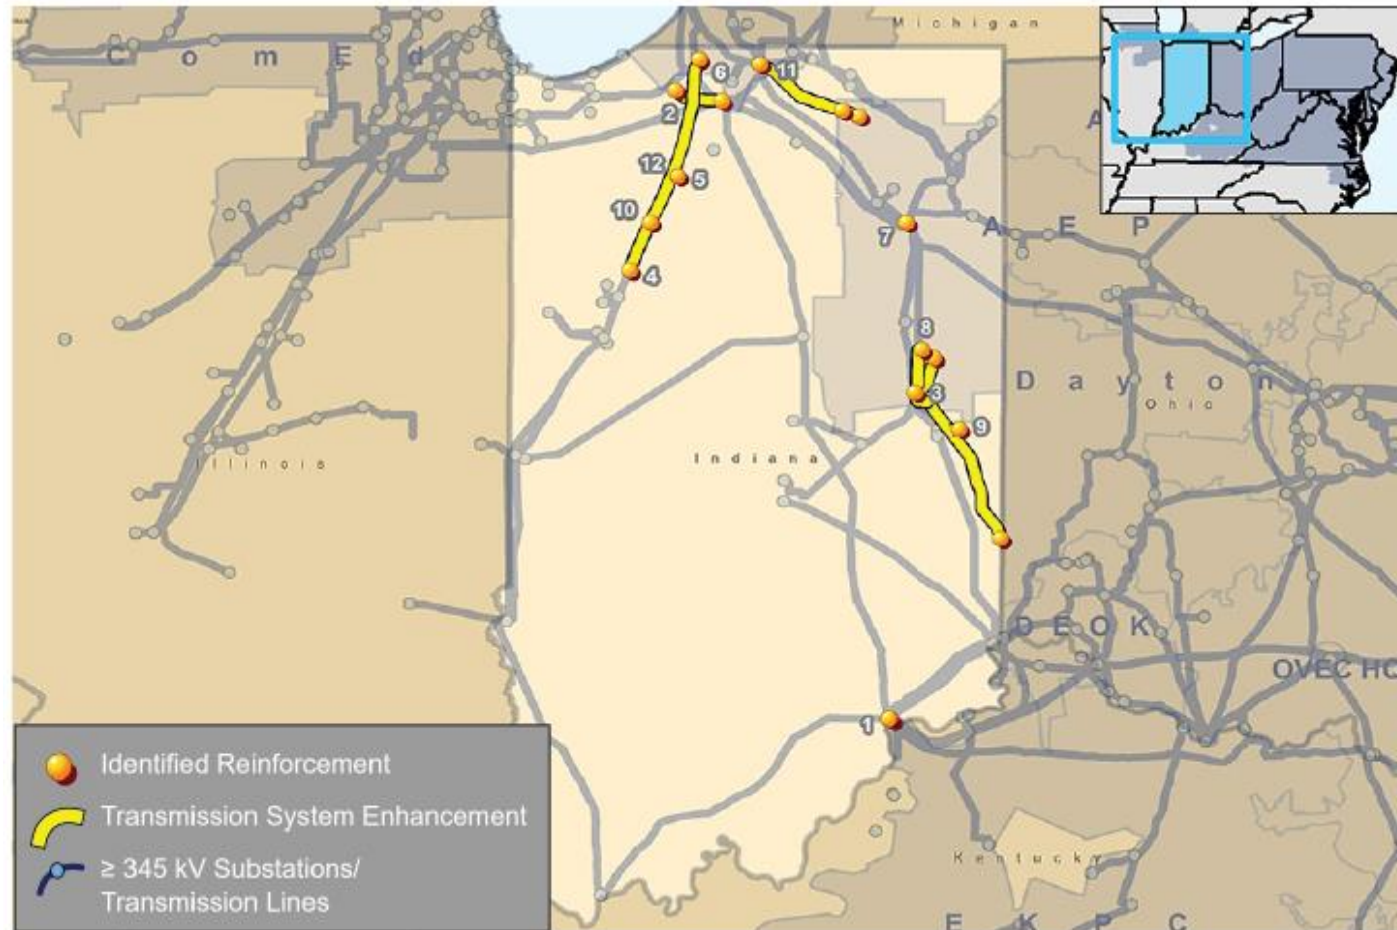 Michigan
ComEd
6
11
2
A
12
5
10
7
AEP
4
8
Dayton
3
Ohio
9
Indiana
Illinois
DEOK
OVEC HQ
1
Identified Reinforcement
Transmission System Enhancement
≥ 345 kV Substations/
Transmission Lines
Kentucky
EKPC